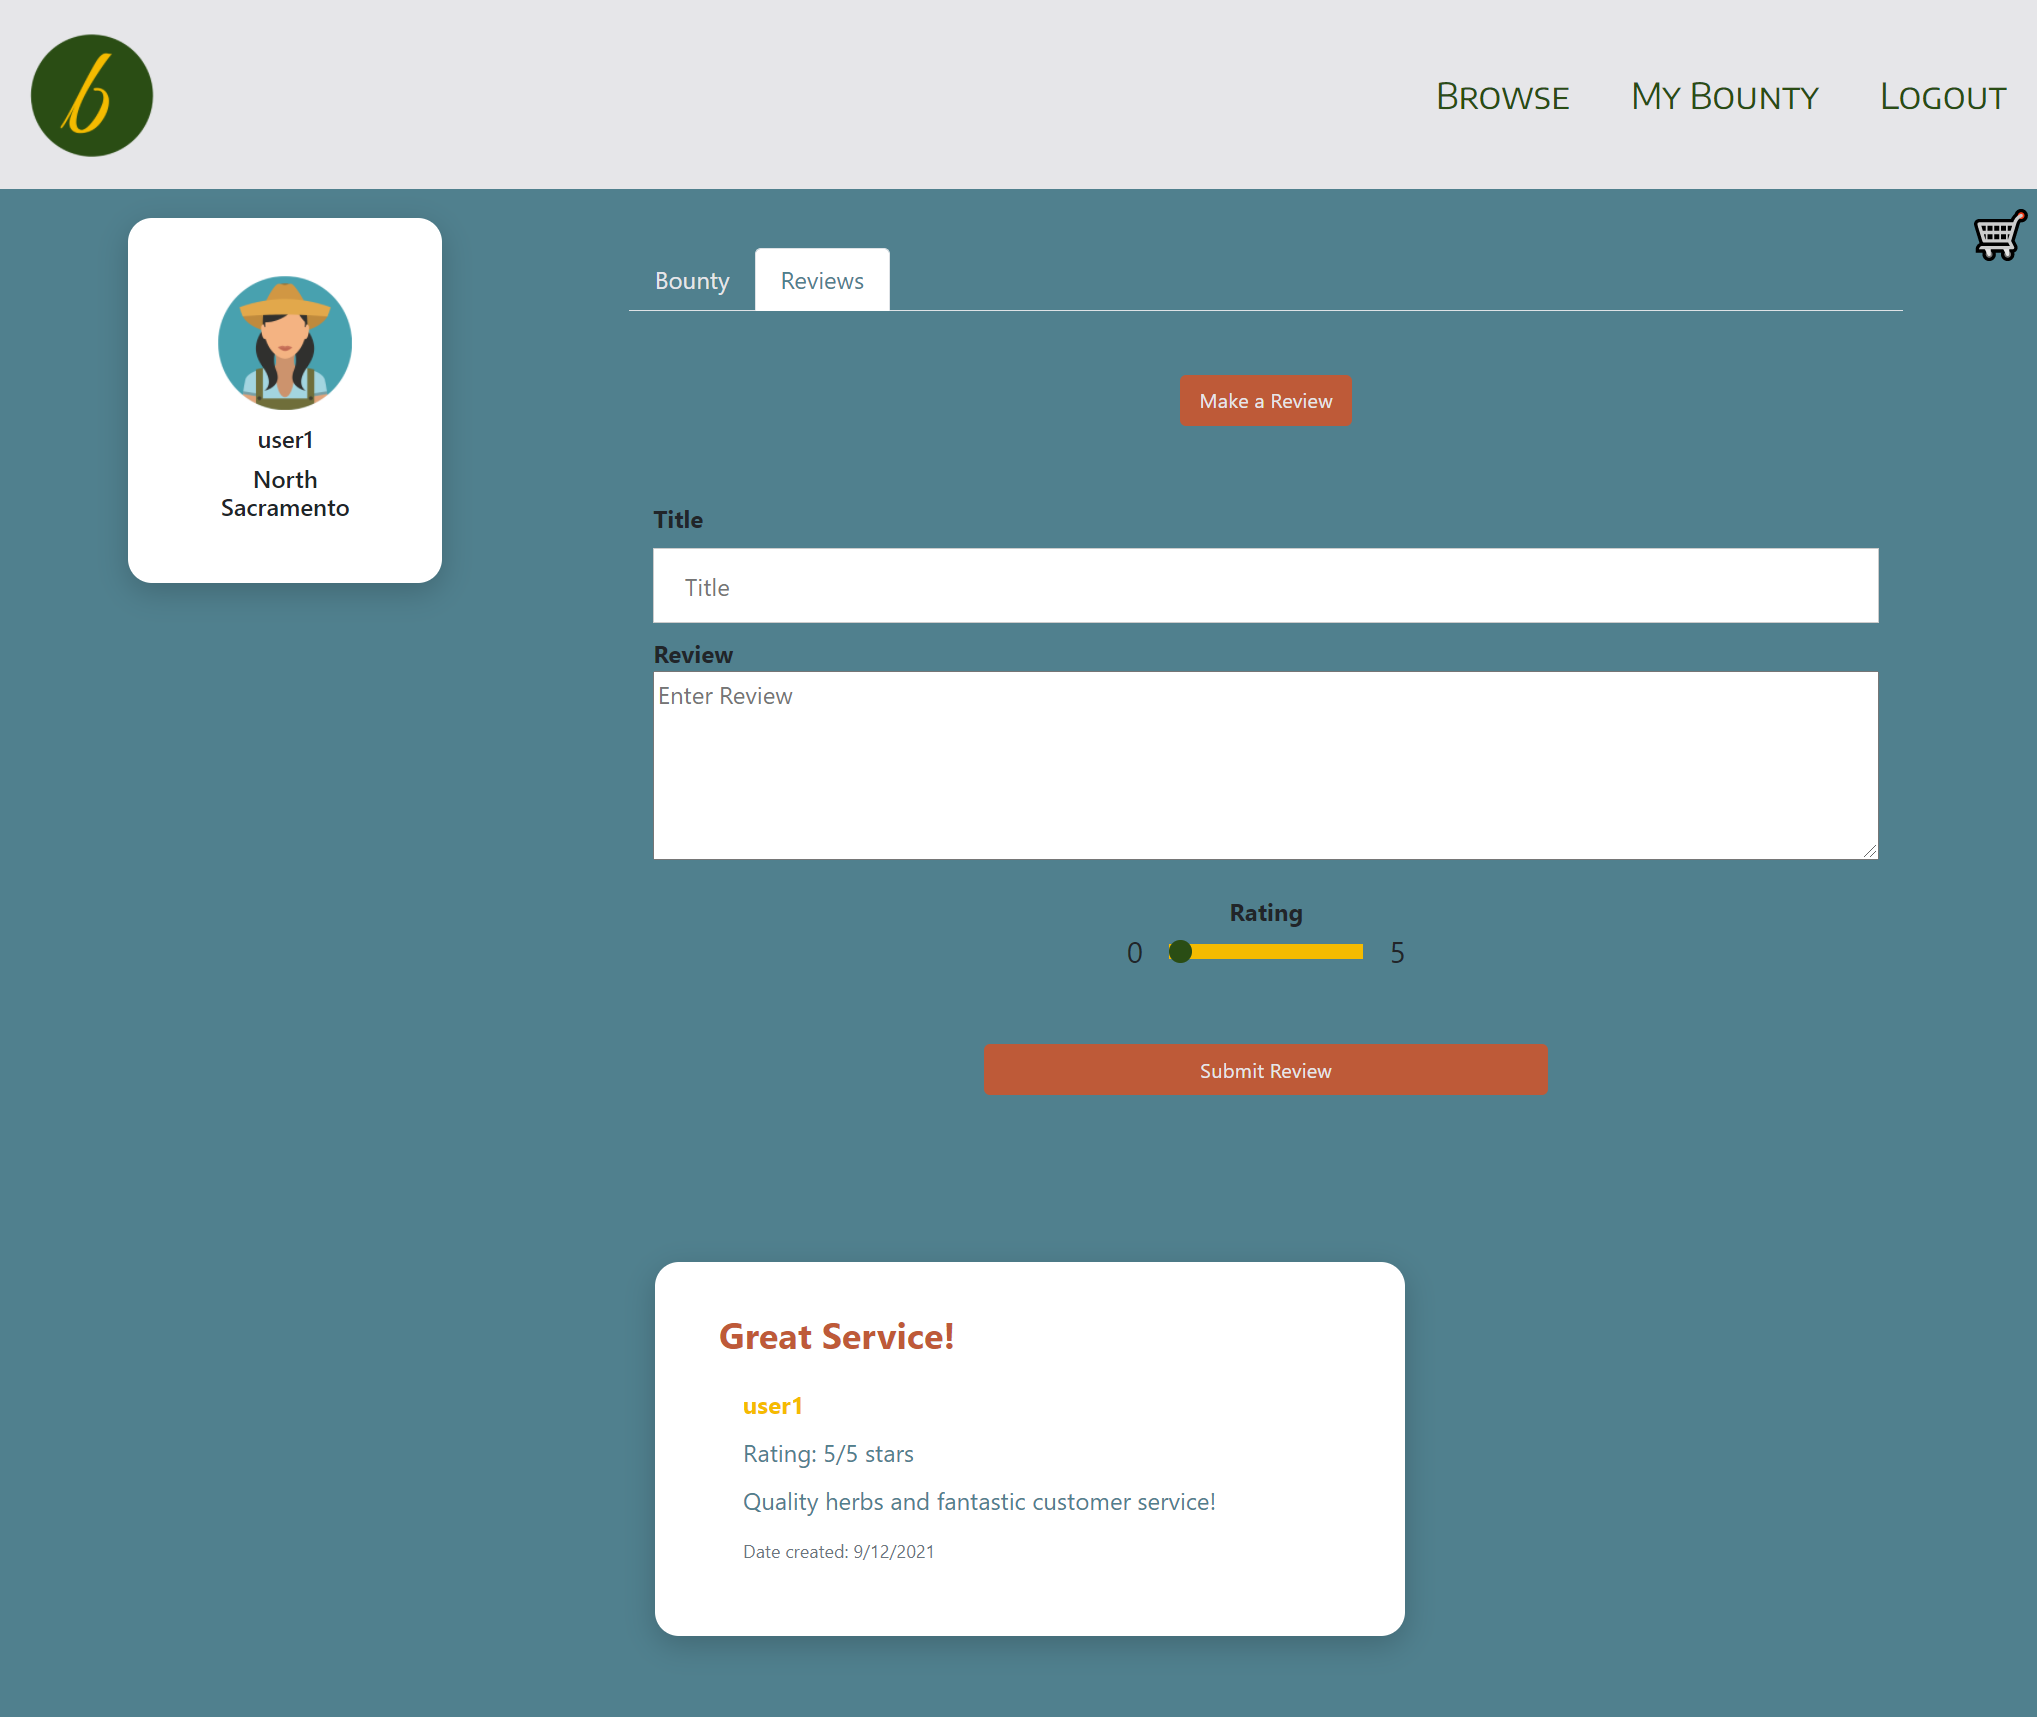 b
Browse My Bounty Logout
user1
North
Sacramento
Bounty Reviews
Make a Review
Title
Title
Review
Enter Review
Rating
0 5
Submit Review
Great Service!
user1
Rating: 5/5 stars
Quality herbs and fantastic customer service!
Date created: 9/12/2021